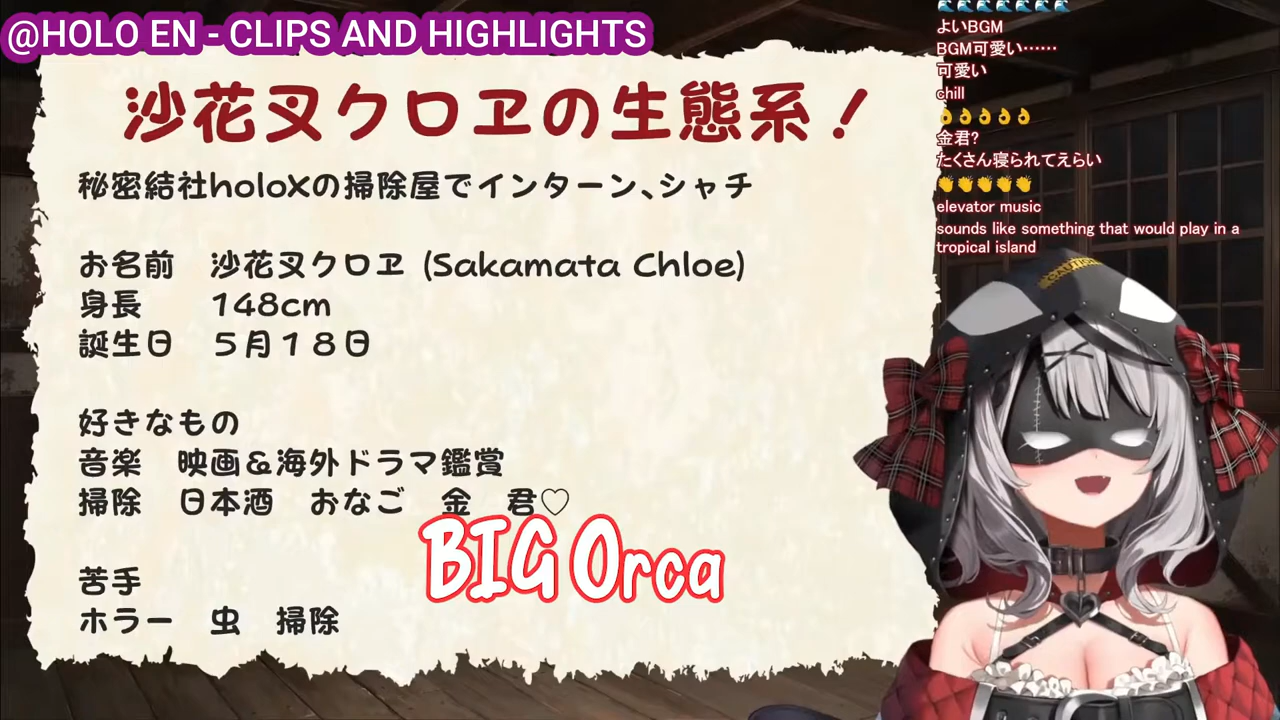 @HOLO EN - CLIPS AND HIGHLIGHTS
沙花叉クロヱの生態系！
秘密結社holoXの掃除屋でインターン、シャチ
お名前　沙花叉クロヱ (Sakamata Chloe)
身長　148cm
誕生日　５月１８日
好きなもの
音楽　映画＆海外ドラマ鑑賞
掃除　日本酒　おなご　金　君♡
苦手
ホラー　虫　掃除
BIG Orca
よいBGM
BGM可愛い……
可愛い
chill
金君?
たくさん寝られてえらい
elevator music
sounds like something that would play in a
tropical island
CAUTION